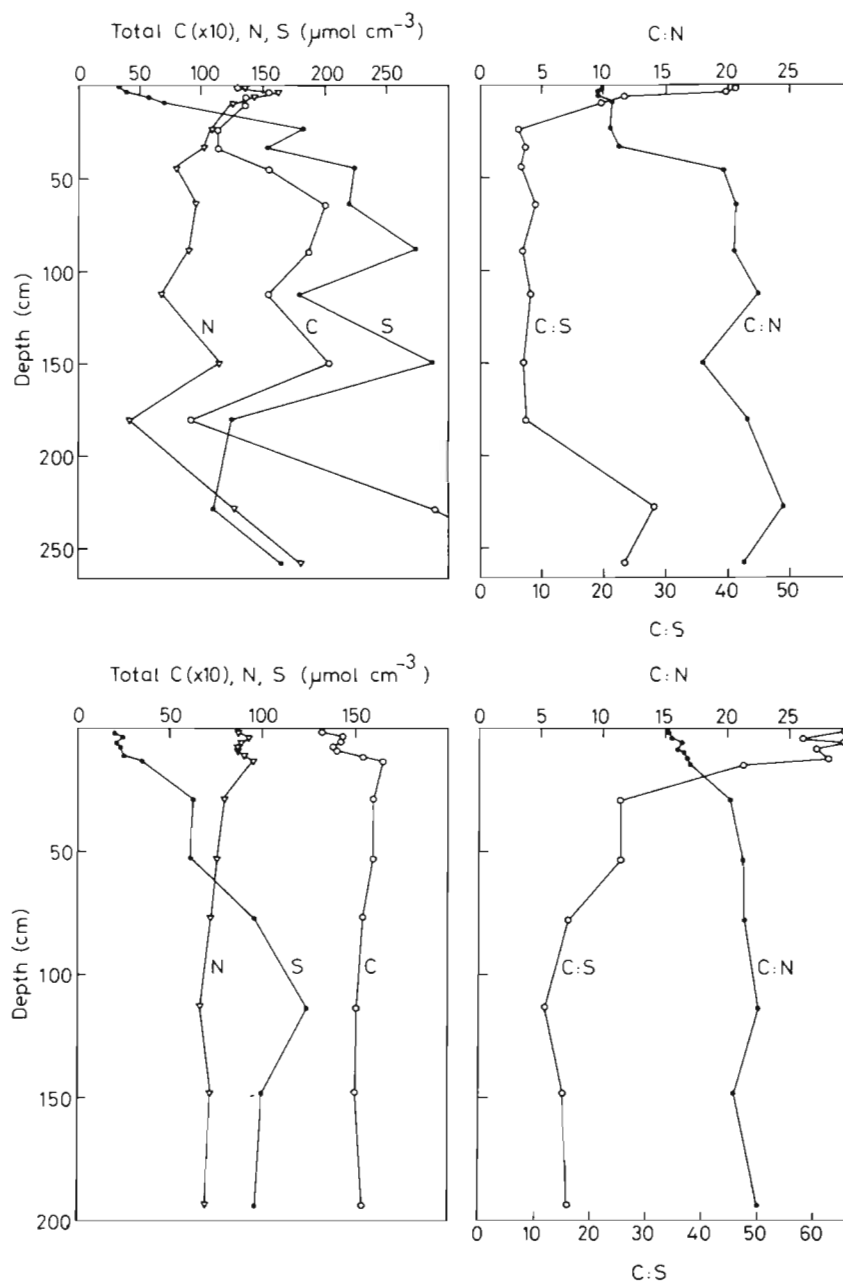 Total C(x10), N, S (μmol cm⁻³)
0 50 100 150 200 250
0
50
100
150
200
250
Depth (cm)
N
C
S
C:N
0 5 10 15 20 25
C:S
C:N
0 10 20 30 40 50
C:S
Total C(x10), N, S (μmol cm⁻³)
0 50 100 150
0
50
100
150
200
Depth (cm)
N
S
C
C:N
0 5 10 15 20 25
C:S
C:N
0 10 20 30 40 50 60
C:S